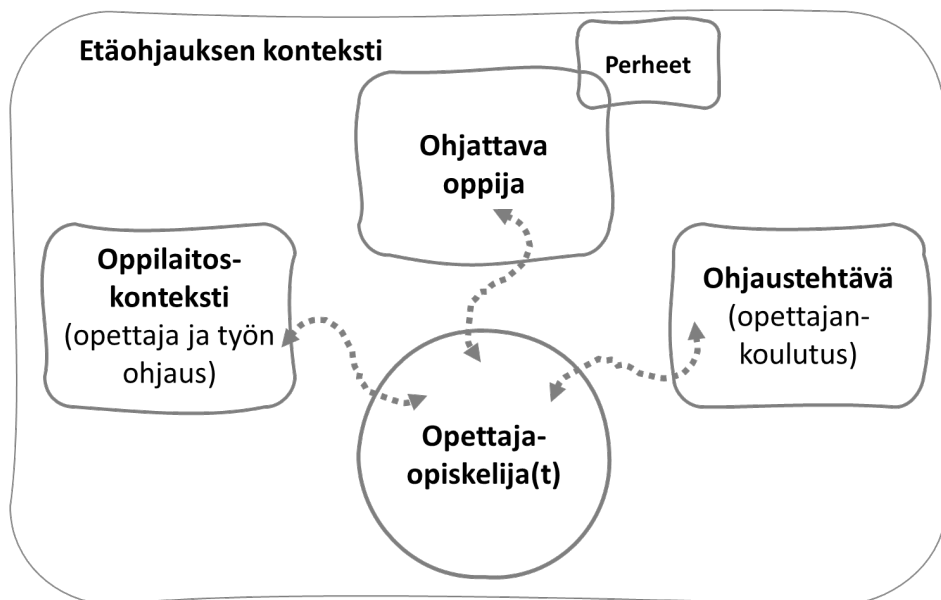 Etäohjauksen konteksti
Perheet
Ohjattava
oppija
Oppilaitos-
konteksti
(opettaja ja työn
ohjaus)
Ohjaustehtävä
(opettajan-
koulutus)
Opettaja-
opiskelija(t)